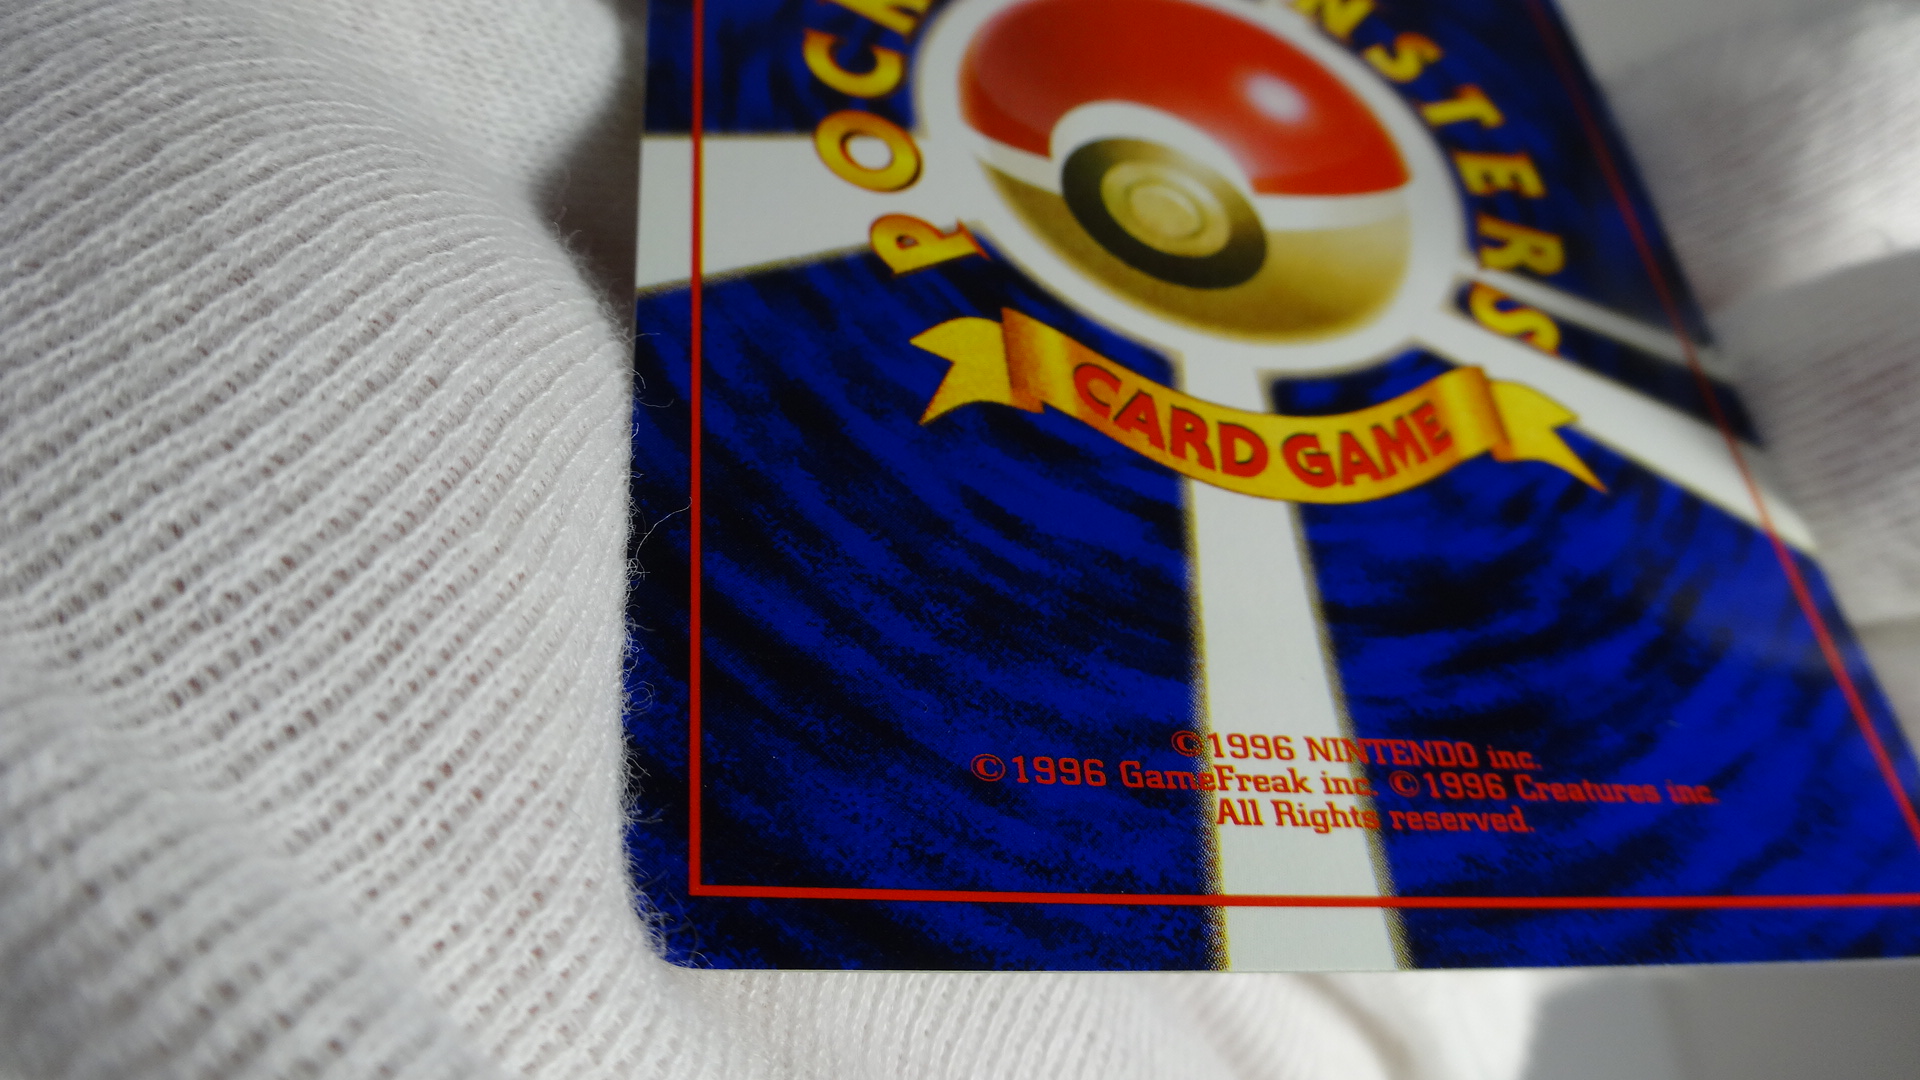 POCK
NSTERS
CARD GAME
©1996 NINTENDO inc.
©1996 GameFreak inc. ©1996 Creatures inc.
All Rights reserved.